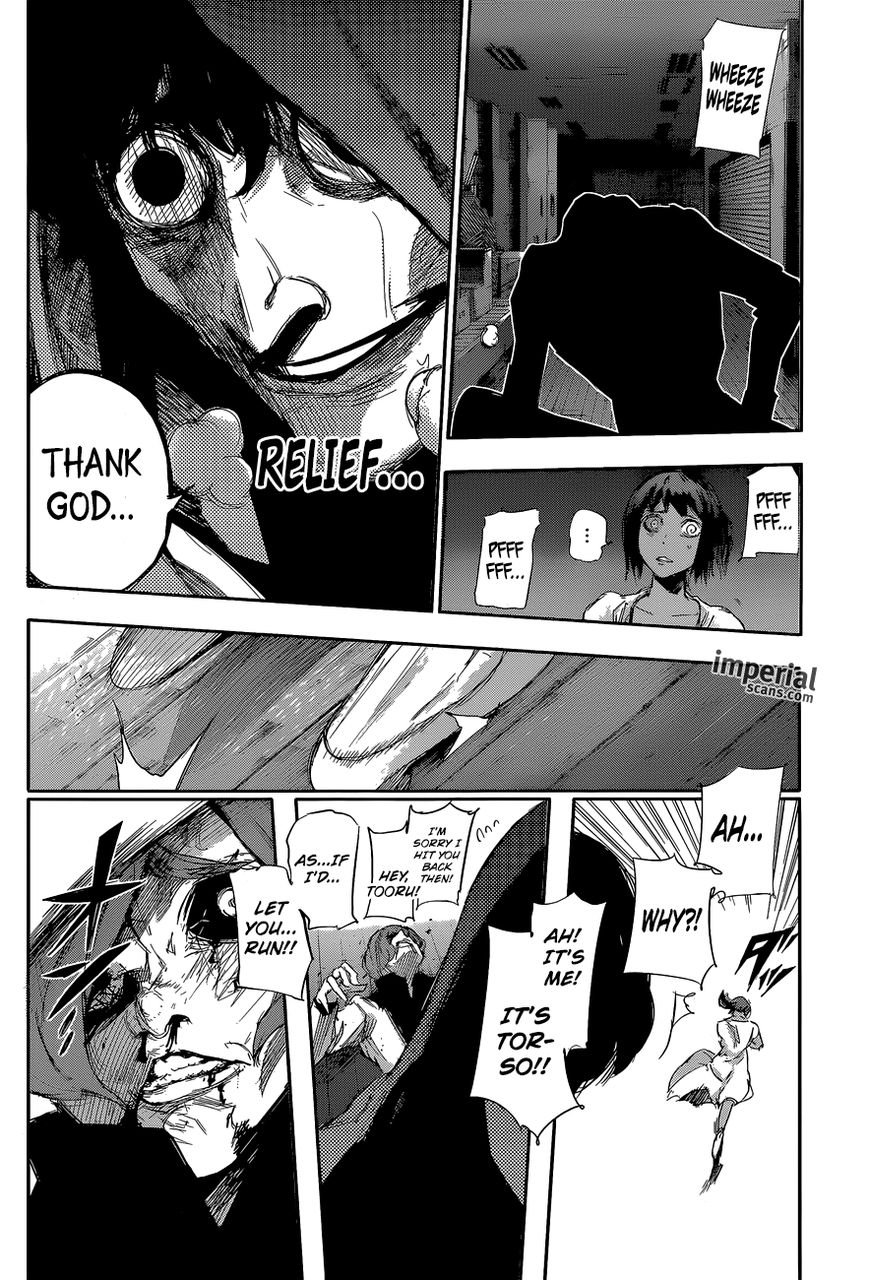 WHEEZE
WHEEZE
PFFF
FFF...
...
PFFF
FFF...
RELIEF...
THANK
GOD...
imperial
scans.com
AH...
WHY?!
AH!
IT'S
ME!
IT'S
TOR-
SO!!
I'M
SORRY I
HIT YOU
BACK
THEN!
HEY,
TOORU!
AS...IF
I'D...
LET
YOU...
RUN!!